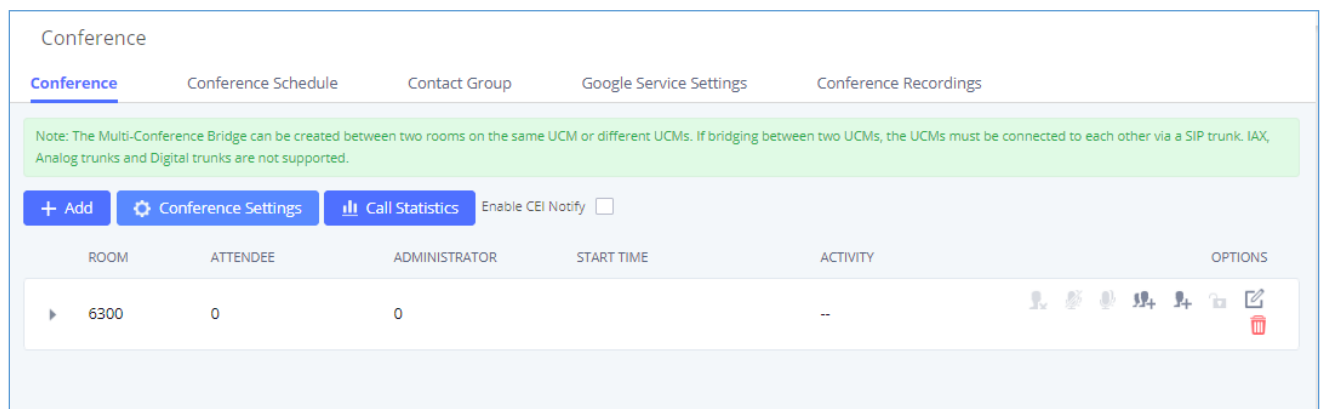 Conference
Conference Conference Schedule Contact Group Google Service Settings Conference Recordings
Note: The Multi-Conference Bridge can be created between two rooms on the same UCM or different UCMs. If bridging between two UCMs, the UCMs must be connected to each other via a SIP trunk. IAX,
Analog trunks and Digital trunks are not supported.
+ Add Conference Settings Call Statistics Enable CEI Notify
ROOM ATTENDEE ADMINISTRATOR START TIME ACTIVITY OPTIONS
6300 0 0 --